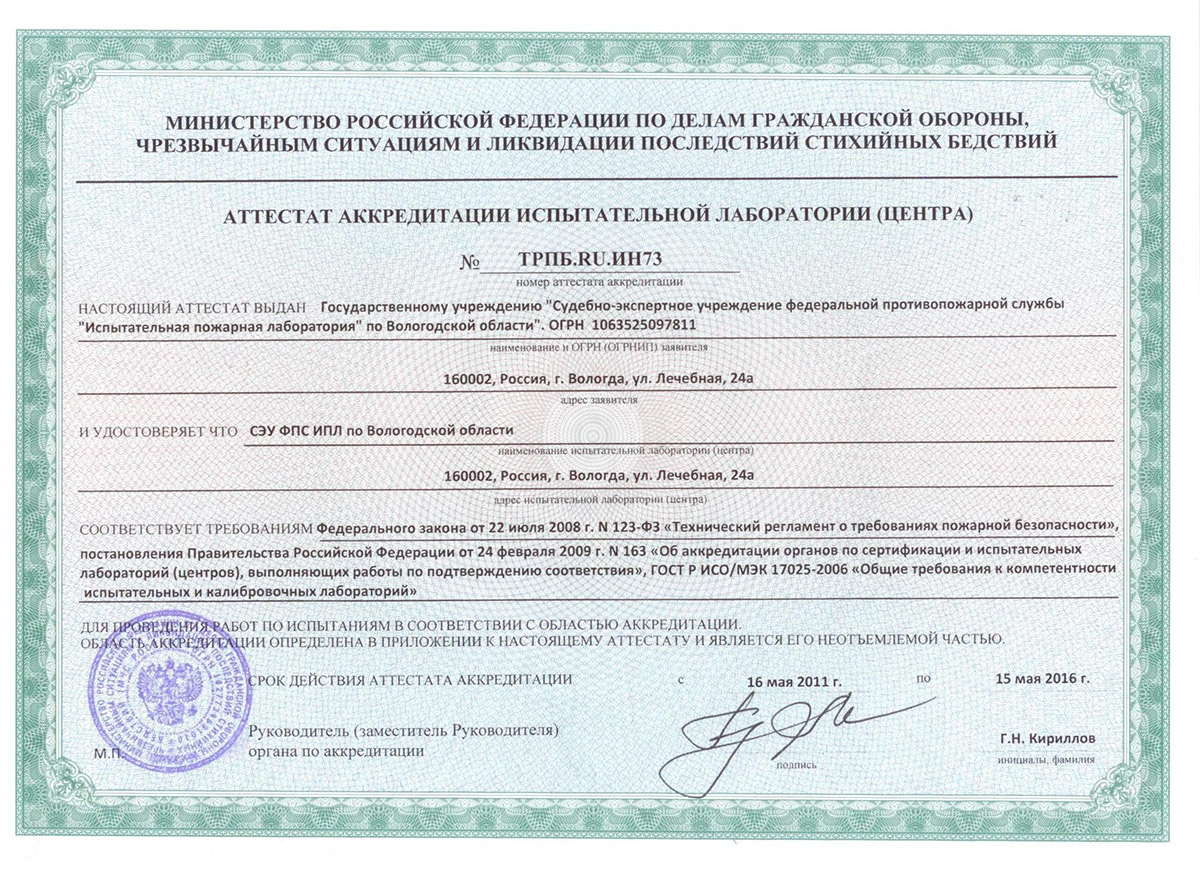 МИНИСТЕРСТВО РОССИЙСКОЙ ФЕДЕРАЦИИ ПО ДЕЛАМ ГРАЖДАНСКОЙ ОБОРОНЫ,
ЧРЕЗВЫЧАЙНЫМ СИТУАЦИЯМ И ЛИКВИДАЦИИ ПОСЛЕДСТВИЙ СТИХИЙНЫХ БЕДСТВИЙ
АТТЕСТАТ АККРЕДИТАЦИИ ИСПЫТАТЕЛЬНОЙ ЛАБОРАТОРИИ (ЦЕНТРА)
№ ТРПБ.RU.ИН73
номер аттестата аккредитации
НАСТОЯЩИЙ АТТЕСТАТ ВЫДАН Государственному учреждению "Судебно-экспертное учреждение федеральной противопожарной службы
"Испытательная пожарная лаборатория" по Вологодской области". ОГРН 1063525097811
наименование и ОГРН (ОГРНИП) заявителя
160002, Россия, г. Вологда, ул. Лечебная, 24а
адрес заявителя
И УДОСТОВЕРЯЕТ ЧТО СЭУ ФПС ИПЛ по Вологодской области
наименование испытательной лаборатории (центра)
160002, Россия, г. Вологда, ул. Лечебная, 24а
адрес испытательной лаборатории (центра)
СООТВЕТСТВУЕТ ТРЕБОВАНИЯМ Федерального закона от 22 июля 2008 г. N 123-ФЗ «Технический регламент о требованиях пожарной безопасности»,
постановления Правительства Российской Федерации от 24 февраля 2009 г. N 163 «Об аккредитации органов по сертификации и испытательных
лабораторий (центров), выполняющих работы по подтверждению соответствия», ГОСТ Р ИСО/МЭК 17025-2006 «Общие требования к компетентности
испытательных и калибровочных лабораторий»
ДЛЯ ПРОВЕДЕНИЯ РАБОТ ПО ИСПЫТАНИЯМ В СООТВЕТСТВИИ С ОБЛАСТЬЮ АККРЕДИТАЦИИ.
ОБЛАСТЬ АККРЕДИТАЦИИ ОПРЕДЕЛЕНА В ПРИЛОЖЕНИИ К НАСТОЯЩЕМУ АТТЕСТАТУ И ЯВЛЯЕТСЯ ЕГО НЕОТЪЕМЛЕМОЙ ЧАСТЬЮ.
СРОК ДЕЙСТВИЯ АТТЕСТАТА АККРЕДИТАЦИИ с 16 мая 2011 г. по 15 мая 2016 г.
Руководитель (заместитель Руководителя)
органа по аккредитации
Г.Н. Кириллов
М.П.
подпись
инициалы, фамилия